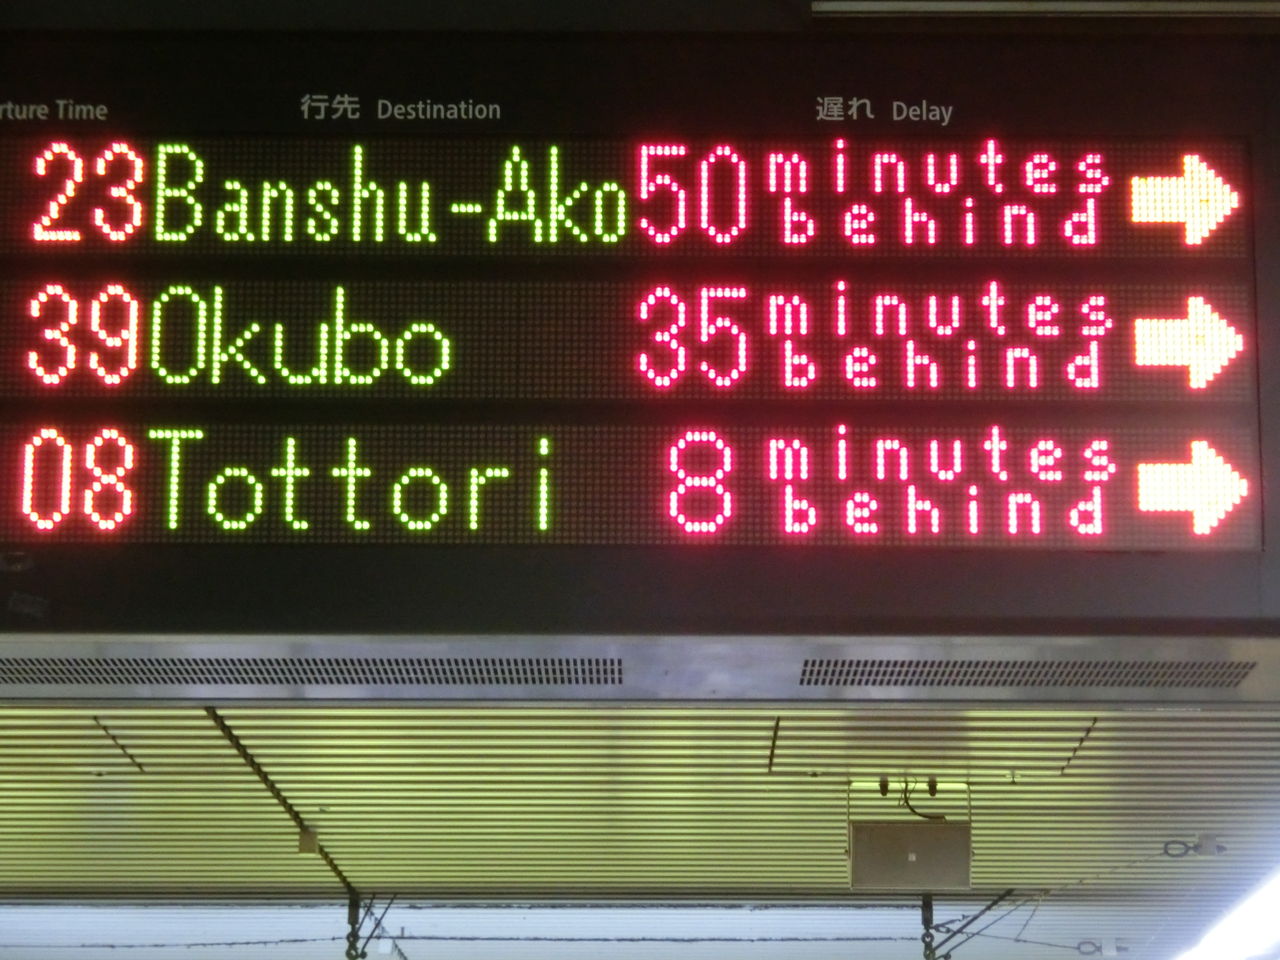 rture Time 行先 Destination 遅れ Delay
23 Banshu-Ako 50 minutes behind
39 Okubo 35 minutes behind
08 Tottori 8 minutes behind